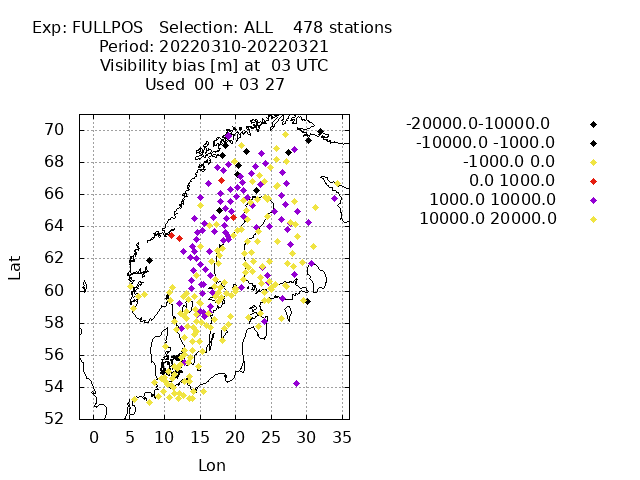 Exp: FULLPOS   Selection: ALL    478 stations
Period: 20220310-20220321
Visibility bias [m] at  03 UTC
Used  00 + 03 27
-20000.0-10000.0
-10000.0 -1000.0
-1000.0 0.0
0.0 1000.0
1000.0 10000.0
10000.0 20000.0
Lat
70
68
66
64
62
60
58
56
54
52
0 5 10 15 20 25 30 35
Lon